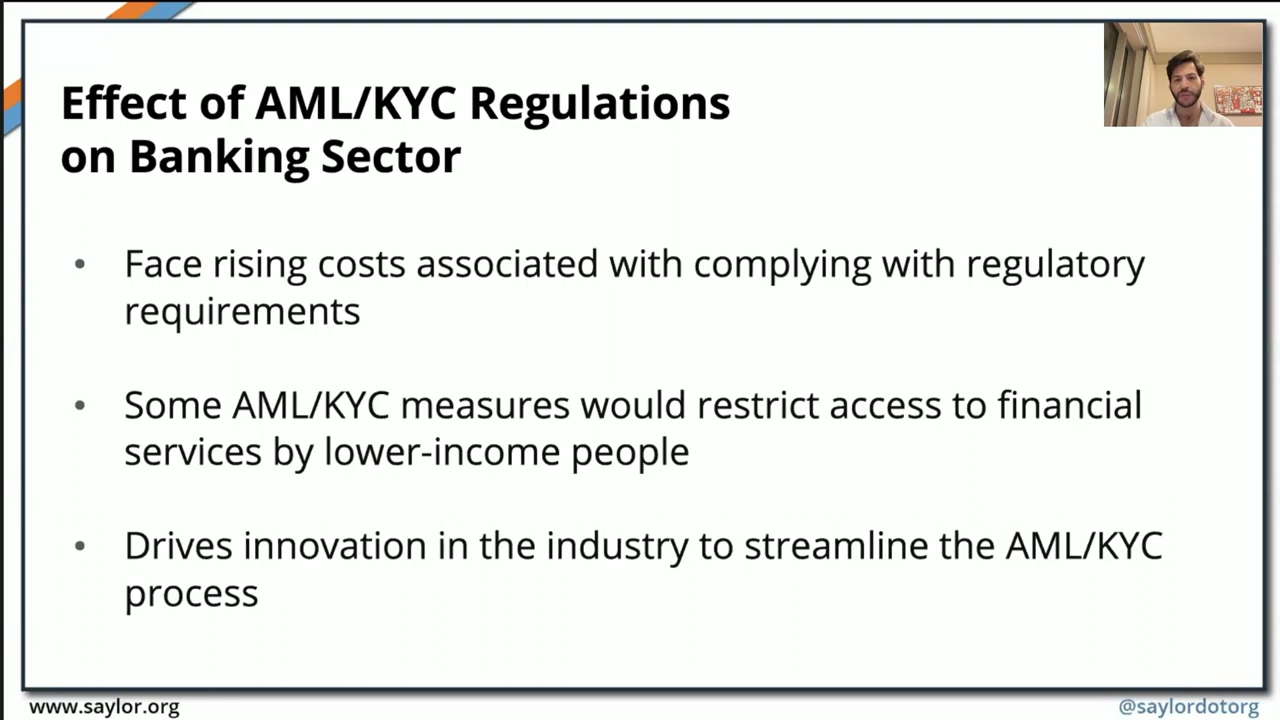 Effect of AML/KYC Regulations
on Banking Sector
• Face rising costs associated with complying with regulatory
requirements
• Some AML/KYC measures would restrict access to financial
services by lower-income people
• Drives innovation in the industry to streamline the AML/KYC
process
www.saylor.org
@saylordotorg